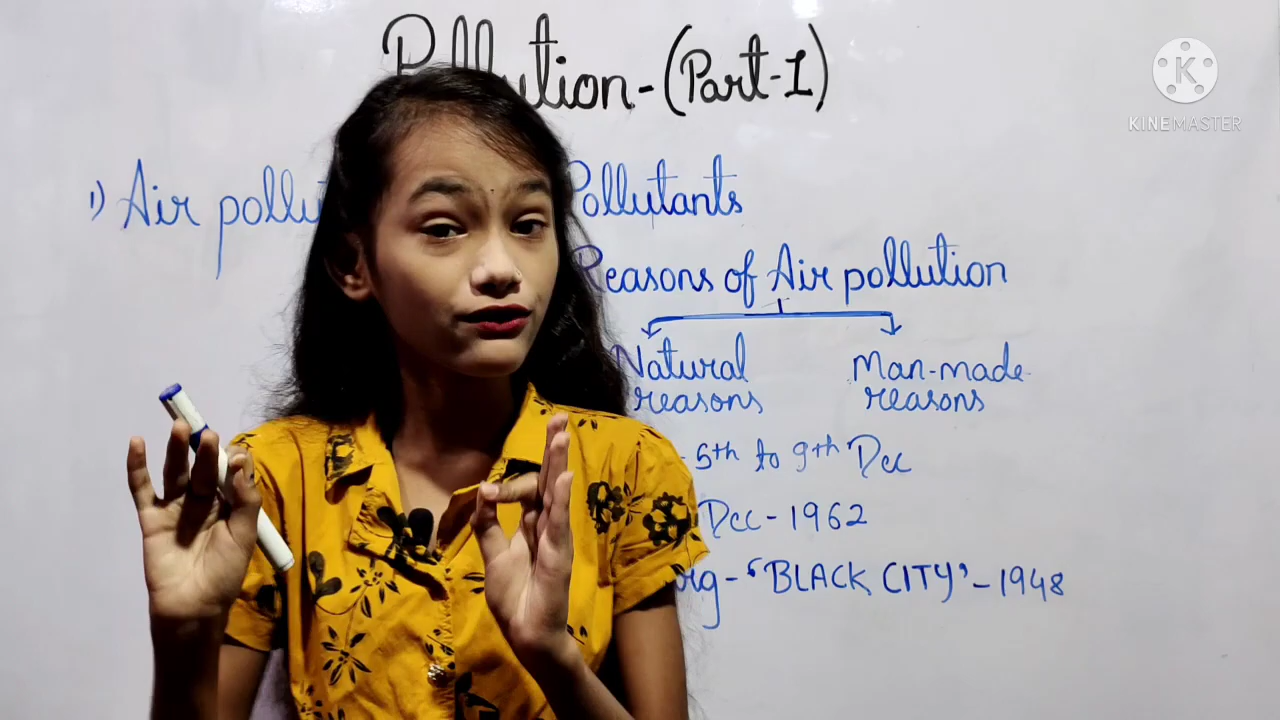 Pollution-(Part-1)
KINEMASTER
1) Air pollu
Pollutants
Reasons of Air pollution
Natural reasons
Man-made reasons
- 5th to 9th Dec
Dec - 1962
rg - 'BLACK CITY' - 1948